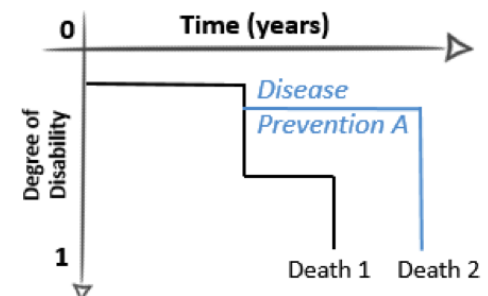 0
Time (years)
Disease
Prevention A
Degree of
Disability
1
Death 1
Death 2